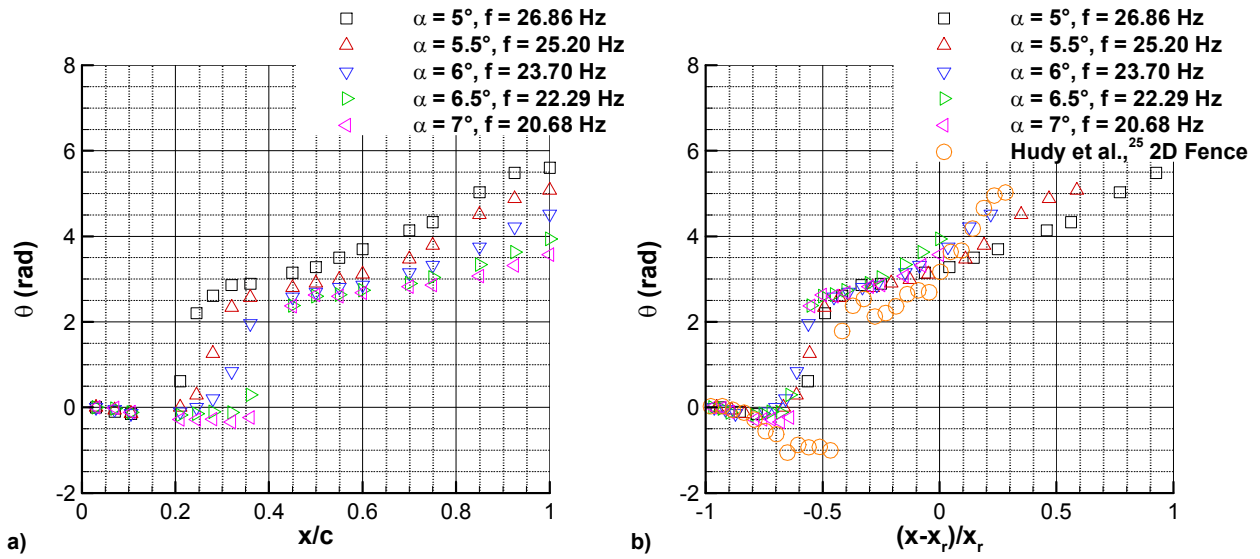 α = 5°, f = 26.86 Hz
α = 5.5°, f = 25.20 Hz
α = 6°, f = 23.70 Hz
α = 6.5°, f = 22.29 Hz
α = 7°, f = 20.68 Hz
8
6
4
2
0
-2
θ (rad)
0 0.2 0.4 0.6 0.8 1
x/c
a)
α = 5°, f = 26.86 Hz
α = 5.5°, f = 25.20 Hz
α = 6°, f = 23.70 Hz
α = 6.5°, f = 22.29 Hz
α = 7°, f = 20.68 Hz
Hudy et al.,²⁵ 2D Fence
8
6
4
2
0
-2
θ (rad)
-1 -0.5 0 0.5 1
(x-xᵣ)/xᵣ
b)